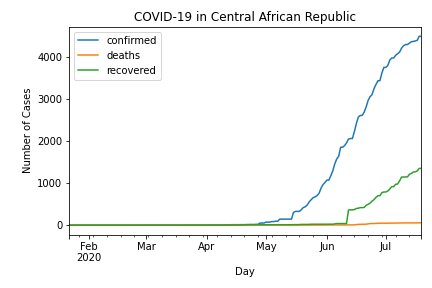 COVID-19 in Central African Republic
confirmed
deaths
recovered
Number of Cases
4000
3000
2000
1000
0
Feb Mar Apr May Jun Jul
2020
Day